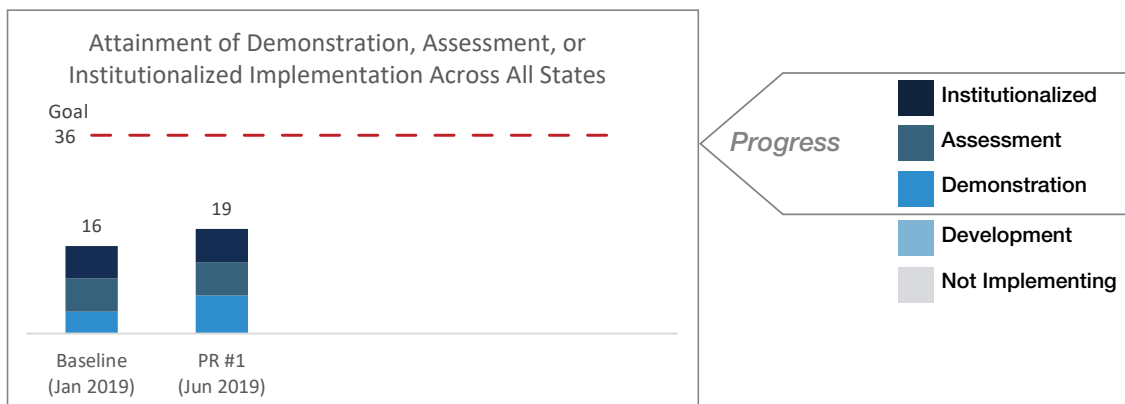 Attainment of Demonstration, Assessment, or
Institutionalized Implementation Across All States
Goal
36
16
19
Baseline
(Jan 2019)
PR #1
(Jun 2019)
Progress
Institutionalized
Assessment
Demonstration
Development
Not Implementing